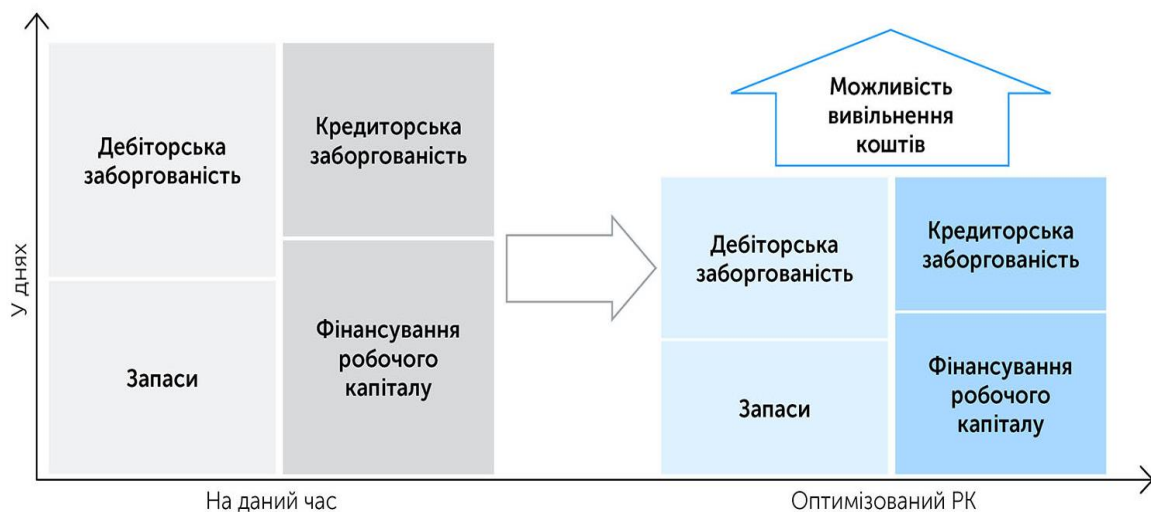 У днях
Дебіторська
заборгованість
Кредиторська
заборгованість
Запаси
Фінансування
робочого
капіталу
На даний час
Можливість
вивільнення
коштів
Дебіторська
заборгованість
Кредиторська
заборгованість
Запаси
Фінансування
робочого
капіталу
Оптимізований РК